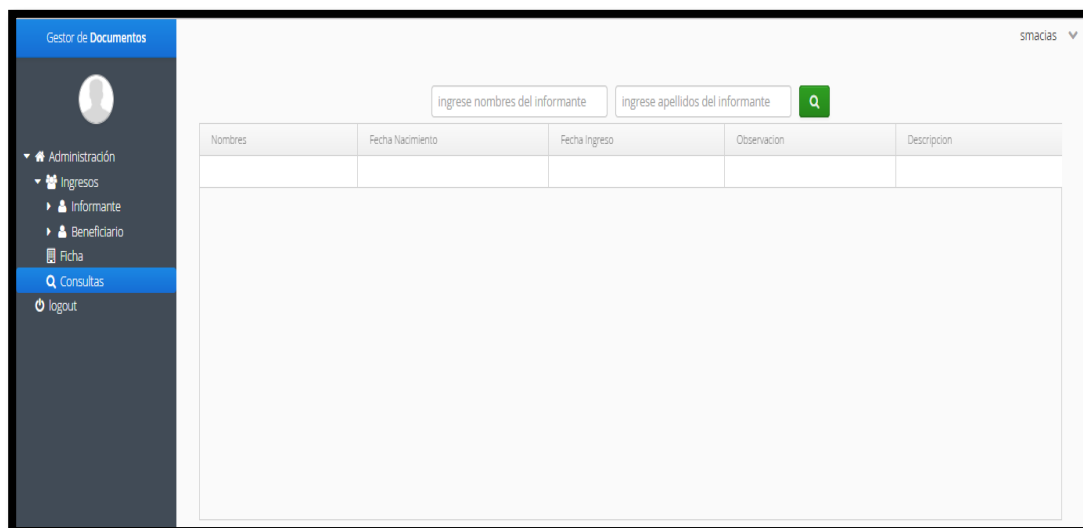 Gestor de Documentos
smacias
ingrese nombres del informante
ingrese apellidos del informante
Nombres
Fecha Nacimiento
Fecha Ingreso
Observacion
Descripcion
Administración
Ingresos
Informante
Beneficiario
Ficha
Consultas
logout